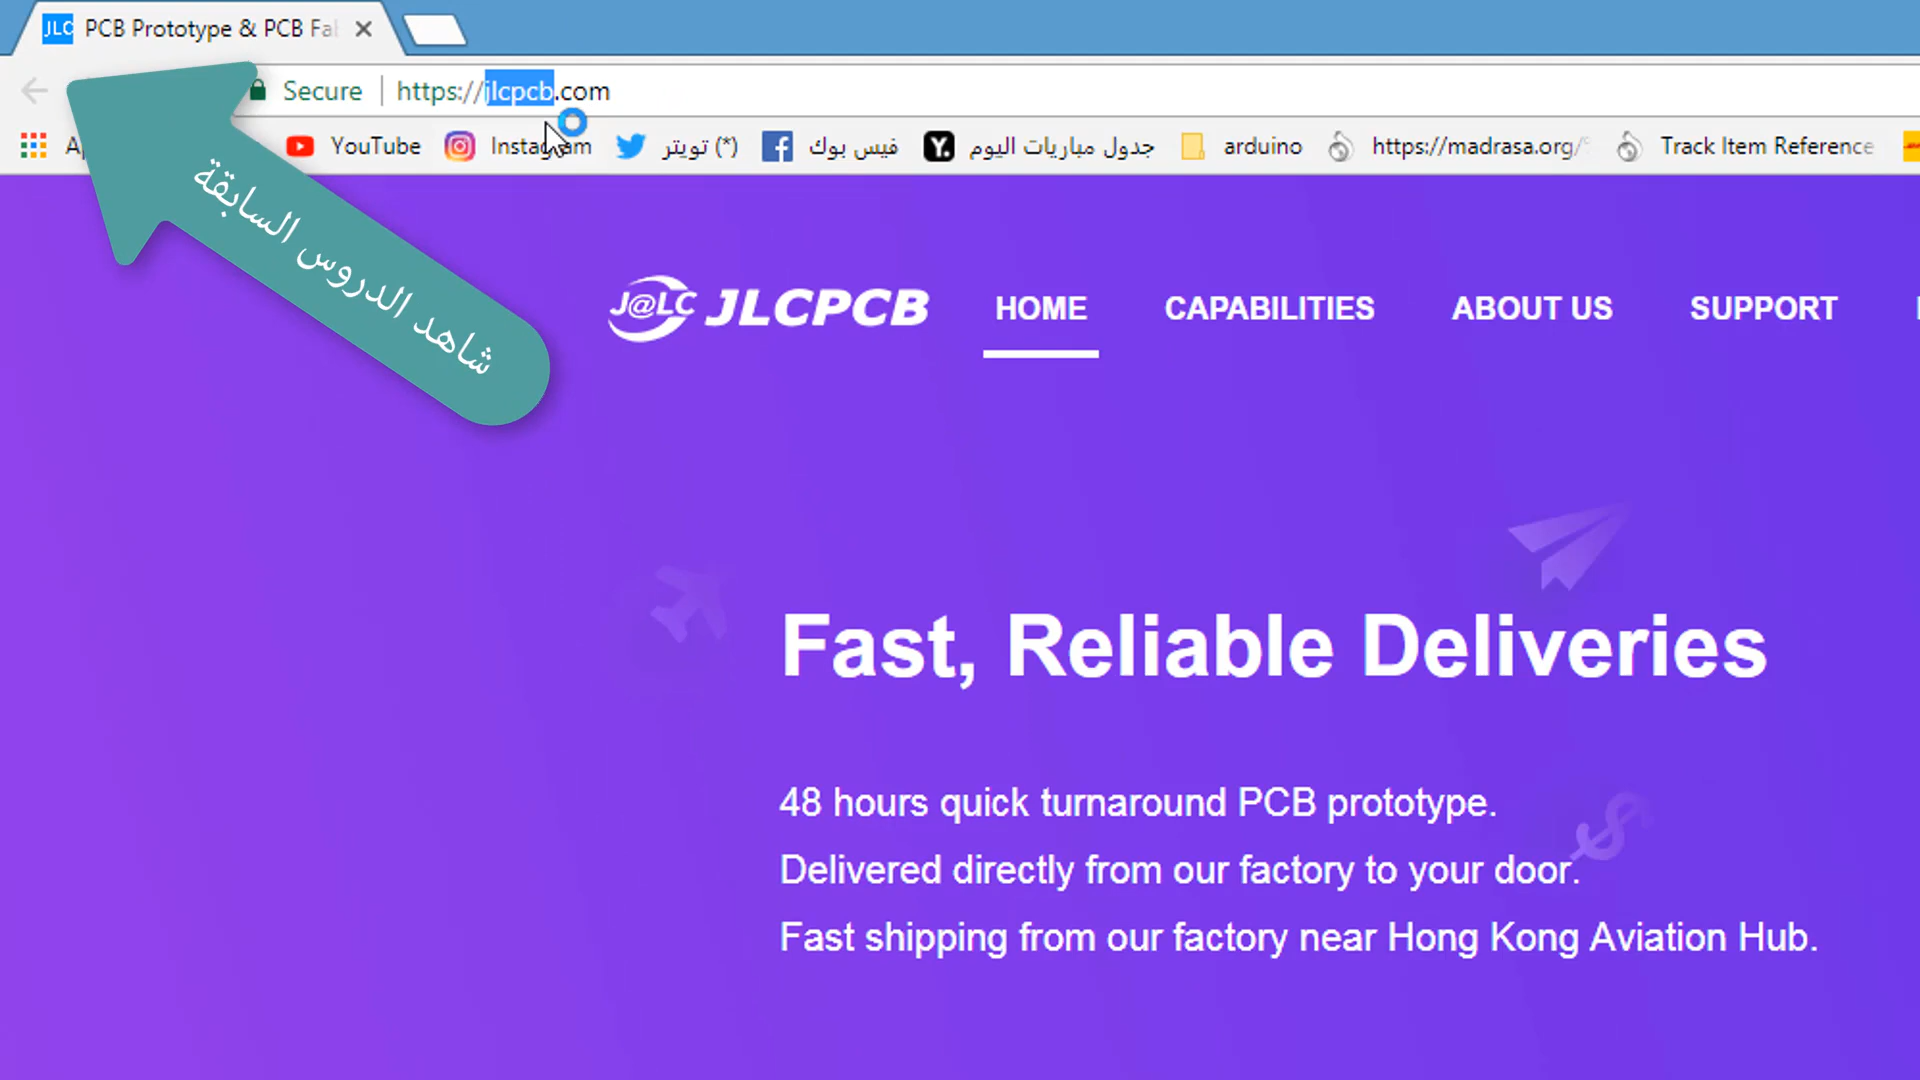 JLC PCB Prototype & PCB Fal
Secure https://jlcpcb.com
YouTube Instagram تويتر (*) فيس بوك جدول مباريات اليوم arduino https://madrasa.org/ Track Item Reference
شاهد الدروس السابقة
J@LC JLCPCB HOME CAPABILITIES ABOUT US SUPPORT
Fast, Reliable Deliveries
48 hours quick turnaround PCB prototype.
Delivered directly from our factory to your door.
Fast shipping from our factory near Hong Kong Aviation Hub.